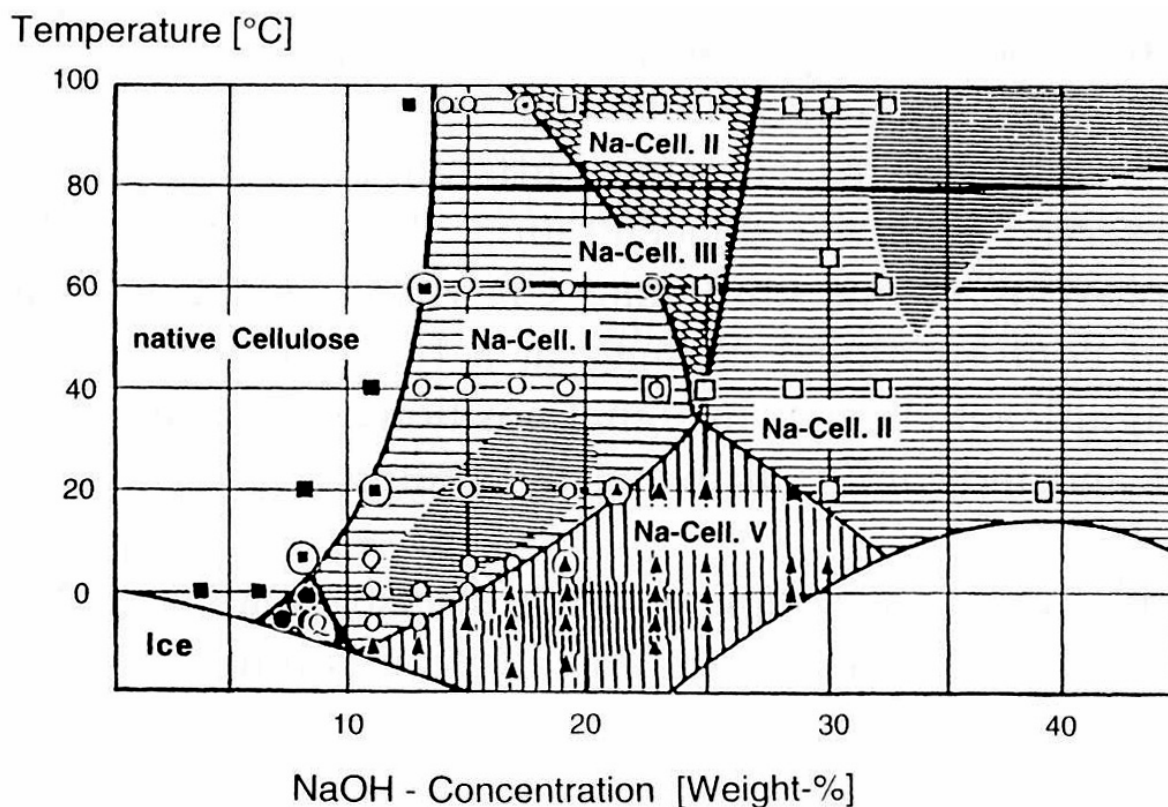 Temperature [°C]
100
Na-Cell. II
80
Na-Cell. III
60
native Cellulose
Na-Cell. I
40
Na-Cell. II
20
Na-Cell. V
0
Ice
10
20
30
40
NaOH - Concentration [Weight-%]